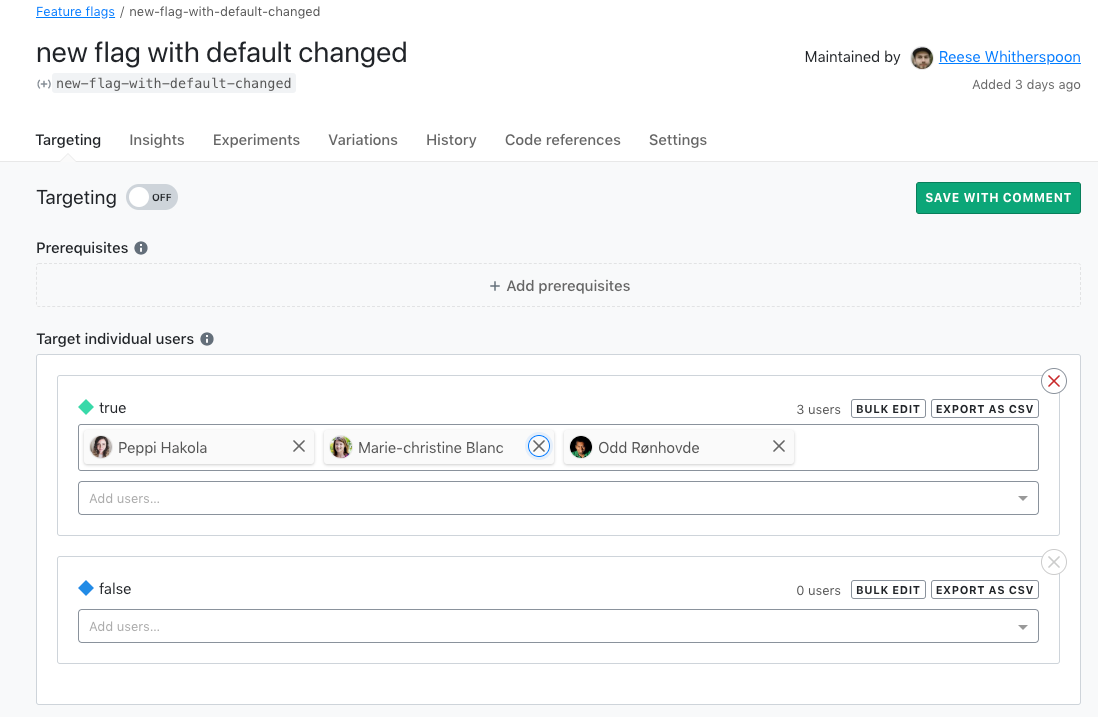 Feature flags / new-flag-with-default-changed
new flag with default changed
Maintained by Reese Whitherspoon
(+) new-flag-with-default-changed
Added 3 days ago
Targeting Insights Experiments Variations History Code references Settings
Targeting OFF
SAVE WITH COMMENT
Prerequisites
+ Add prerequisites
Target individual users
true
3 users BULK EDIT EXPORT AS CSV
Peppi Hakola Marie-christine Blanc Odd Rønhovde
Add users...
false
0 users BULK EDIT EXPORT AS CSV
Add users...